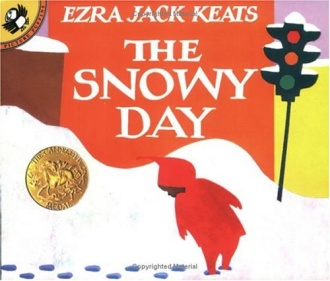 EZRA JACK KEATS
THE
SNOWY
DAY
Copyrighted Material